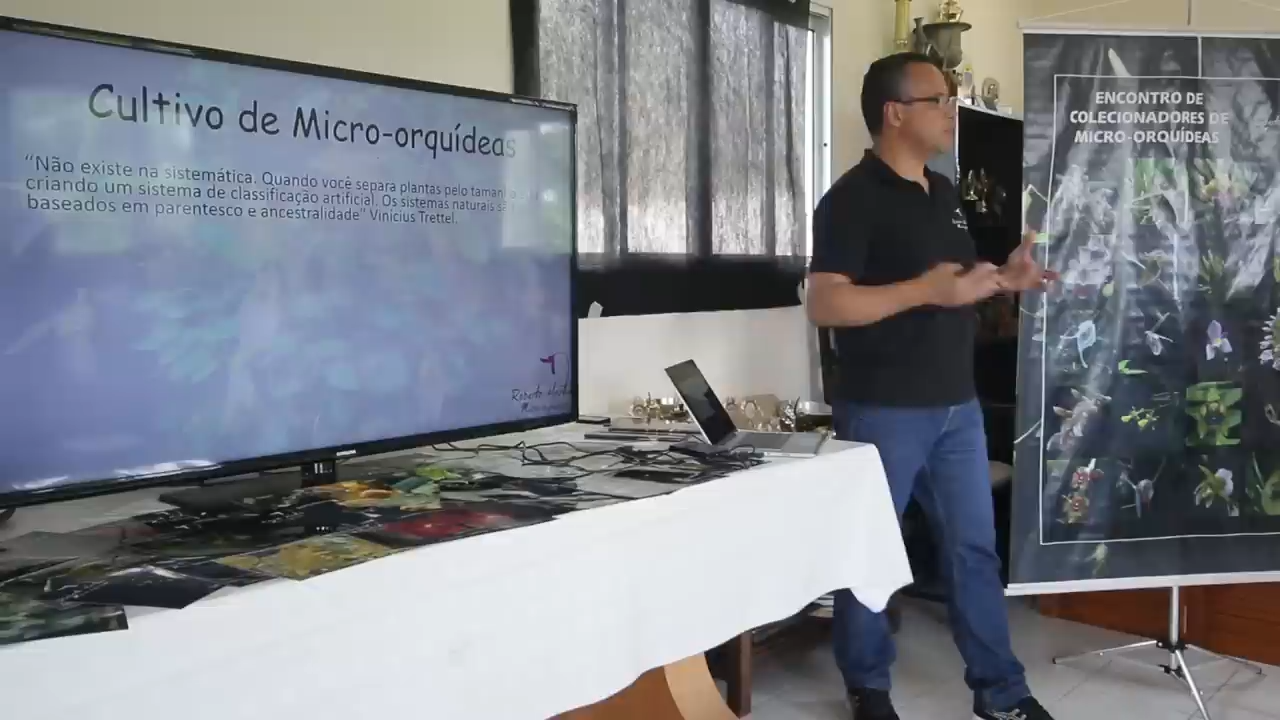 Cultivo de Micro-orquídeas
“Não existe na sistemática. Quando você separa plantas pelo
criando um sistema de classificação artificial. Os sistemas naturais
baseados em parentesco e ancestralidade” Vinicius Trettel.
Roberto
ENCONTRO DE
COLECIONADORES DE
MICRO-ORQUÍDEAS